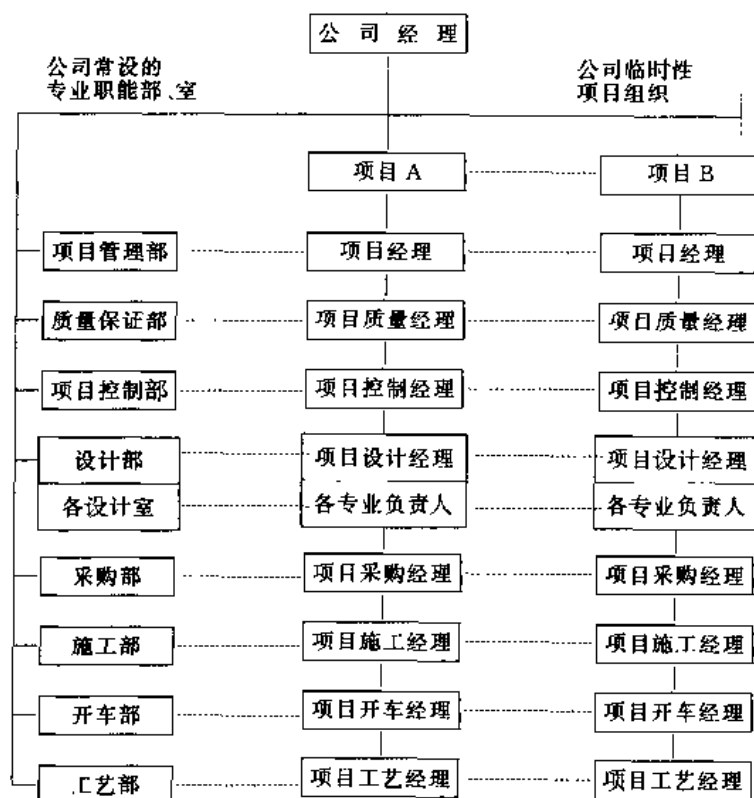 公司经理
公司常设的
专业职能部、室
公司临时性
项目组织
项目A
项目B
项目管理部
项目经理
项目经理
质量保证部
项目质量经理
项目质量经理
项目控制部
项目控制经理
项目控制经理
设计部
项目设计经理
项目设计经理
各设计室
各专业负责人
各专业负责人
采购部
项目采购经理
项目采购经理
施工部
项目施工经理
项目施工经理
开车部
项目开车经理
项目开车经理
工艺部
项目工艺经理
项目工艺经理